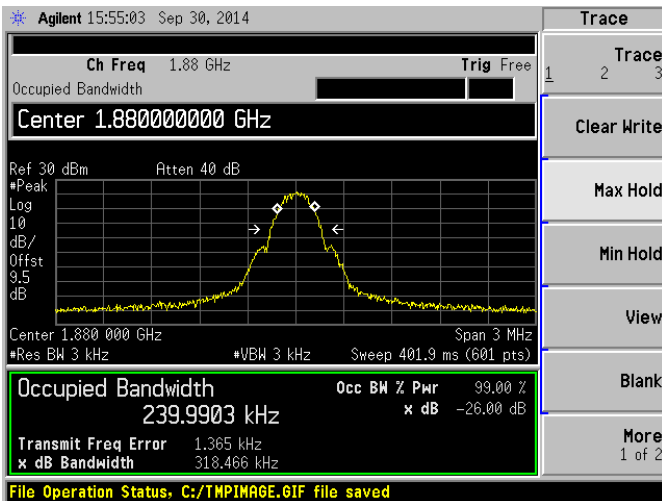 Agilent 15:55:03 Sep 30, 2014
Trace
Ch Freq 1.88 GHz Trig Free
Occupied Bandwidth
Center 1.880000000 GHz
Ref 30 dBm Atten 40 dB
#Peak
Log
10
dB/
Offst
9.5
dB
Center 1.880 000 GHz Span 3 MHz
#Res BW 3 kHz #VBW 3 kHz Sweep 401.9 ms (601 pts)
Occupied Bandwidth Occ BW % Pwr 99.00 %
239.9903 kHz x dB -26.00 dB
Transmit Freq Error 1.365 kHz
x dB Bandwidth 318.466 kHz
File Operation Status, C:/TMPIMAGE.GIF file saved
Trace
1 2 3
Clear Write
Max Hold
Min Hold
View
Blank
More
1 of 2